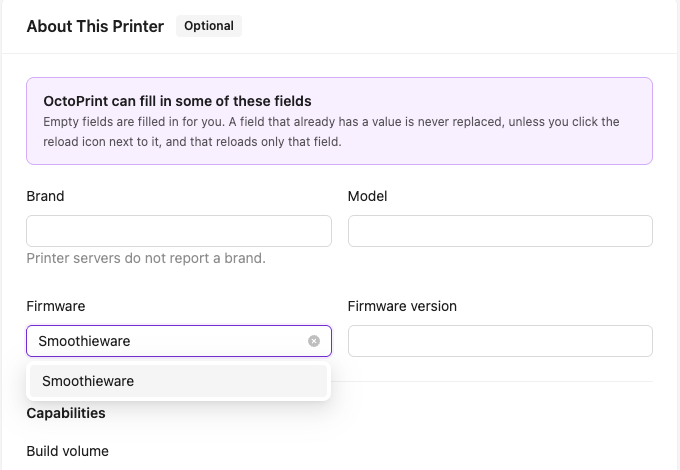 About This Printer Optional
OctoPrint can fill in some of these fields
Empty fields are filled in for you. A field that already has a value is never replaced, unless you click the
reload icon next to it, and that reloads only that field.
Brand Model
Printer servers do not report a brand.
Firmware Firmware version
Smoothieware
Smoothieware
Capabilities
Build volume